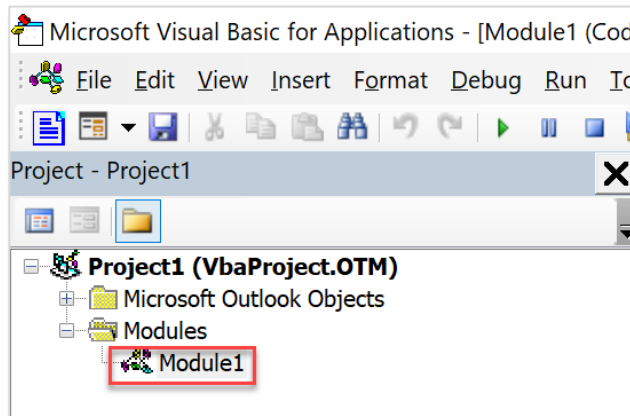 Microsoft Visual Basic for Applications - [Module1 (Cod
File Edit View Insert Format Debug Run To
Project - Project1
Project1 (VbaProject.OTM)
Microsoft Outlook Objects
Modules
Module1